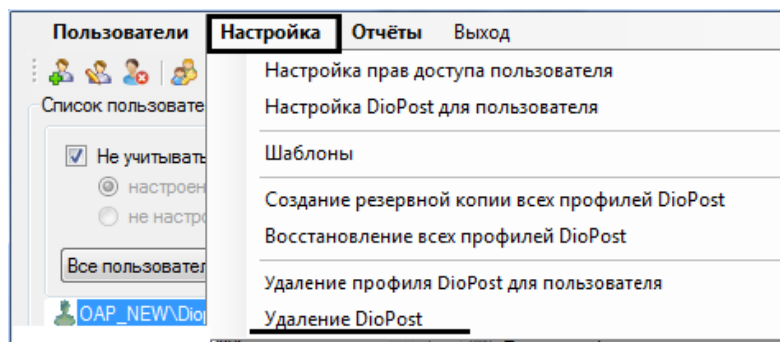 Пользователи Настройка Отчёты Выход
Настройка прав доступа пользователя
Список пользовате
Настройка DioPost для пользователя
Не учитывать
Шаблоны
настроен
Создание резервной копии всех профилей DioPost
не настро
Восстановление всех профилей DioPost
Все пользовател
Удаление профиля DioPost для пользователя
OAP_NEW\Diop
Удаление DioPost